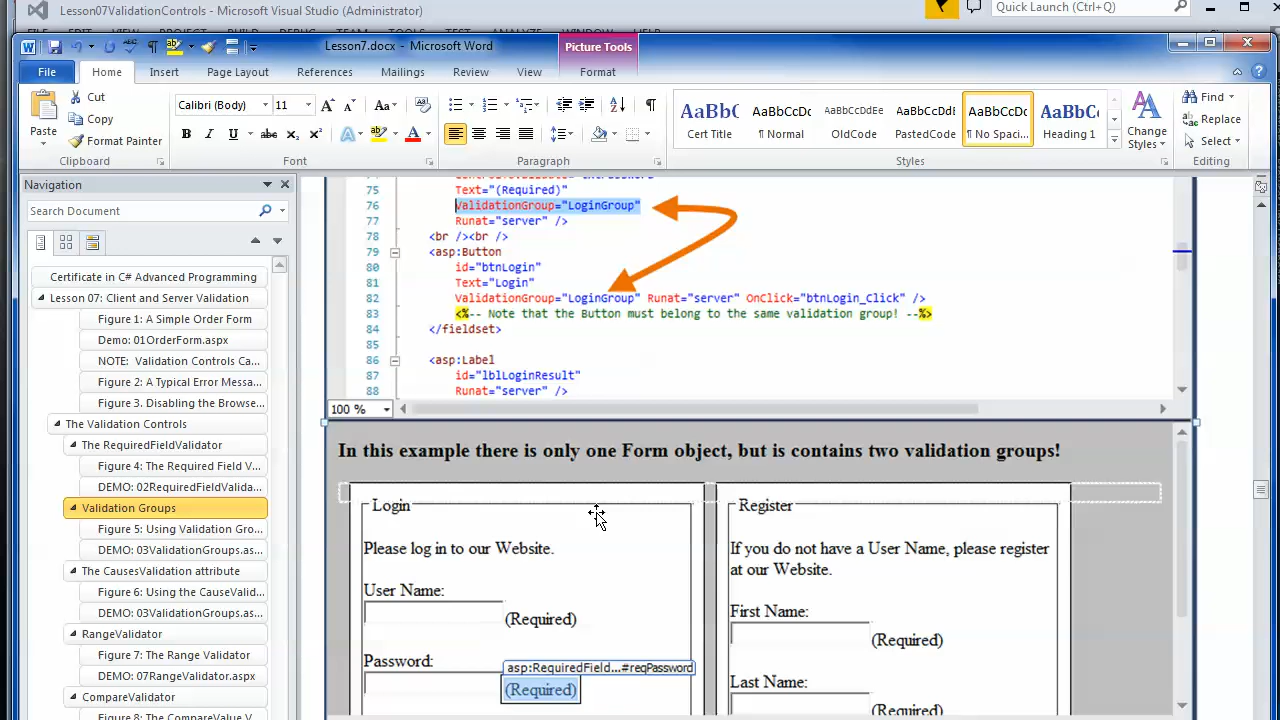 Lesson07ValidationControls - Microsoft Visual Studio (Administrator)
Quick Launch (Ctrl+Q)
Lesson7.docx - Microsoft Word
Picture Tools
File Home Insert Page Layout References Mailings Review View Format
Paste
Cut
Copy
Format Painter
Clipboard
Calibri (Body) 11
Font
Paragraph
AaBbC AaBbCcDc AaBbCcDdE AaBbCcDdI AaBbCcDc AaBbC
Cert Title ¶ Normal OldCode PastedCode ¶ No Spaci... Heading 1
Change
Styles
Styles
Find
Replace
Select
Editing
Navigation
Search Document
Certificate in C# Advanced Programming
Lesson 07: Client and Server Validation
Figure 1: A Simple Order Form
Demo: 01OrderForm.aspx
NOTE: Validation Controls Ca...
Figure 2: A Typical Error Messa...
Figure 3. Disabling the Browse...
The Validation Controls
The RequiredFieldValidator
Figure 4: The Required Field V...
DEMO: 02RequiredFieldValida...
Validation Groups
Figure 5: Using Validation Gro...
DEMO: 03ValidationGroups.as...
The CausesValidation attribute
Figure 6: Using the CauseValid...
DEMO: 03ValidationGroups.as...
RangeValidator
Figure 7: The Range Validator
DEMO: 07RangeValidator.aspx
CompareValidator
Figure 8: The CompareValue V...
75 Text="(Required)"
76 ValidationGroup="LoginGroup"
77 Runat="server" />
78 <br /><br />
79 <asp:Button
80 id="btnLogin"
81 Text="Login"
82 ValidationGroup="LoginGroup" Runat="server" OnClick="btnLogin_Click" />
83 <%-- Note that the Button must belong to the same validation group! --%>
84 </fieldset>
85
86 <asp:Label
87 id="lblLoginResult"
88 Runat="server" />
100 %
In this example there is only one Form object, but is contains two validation groups!
Login
Please log in to our Website.
User Name:
(Required)
Password:
asp:RequiredField...#reqPassword
(Required)
Register
If you do not have a User Name, please register
at our Website.
First Name:
(Required)
Last Name:
(Required)